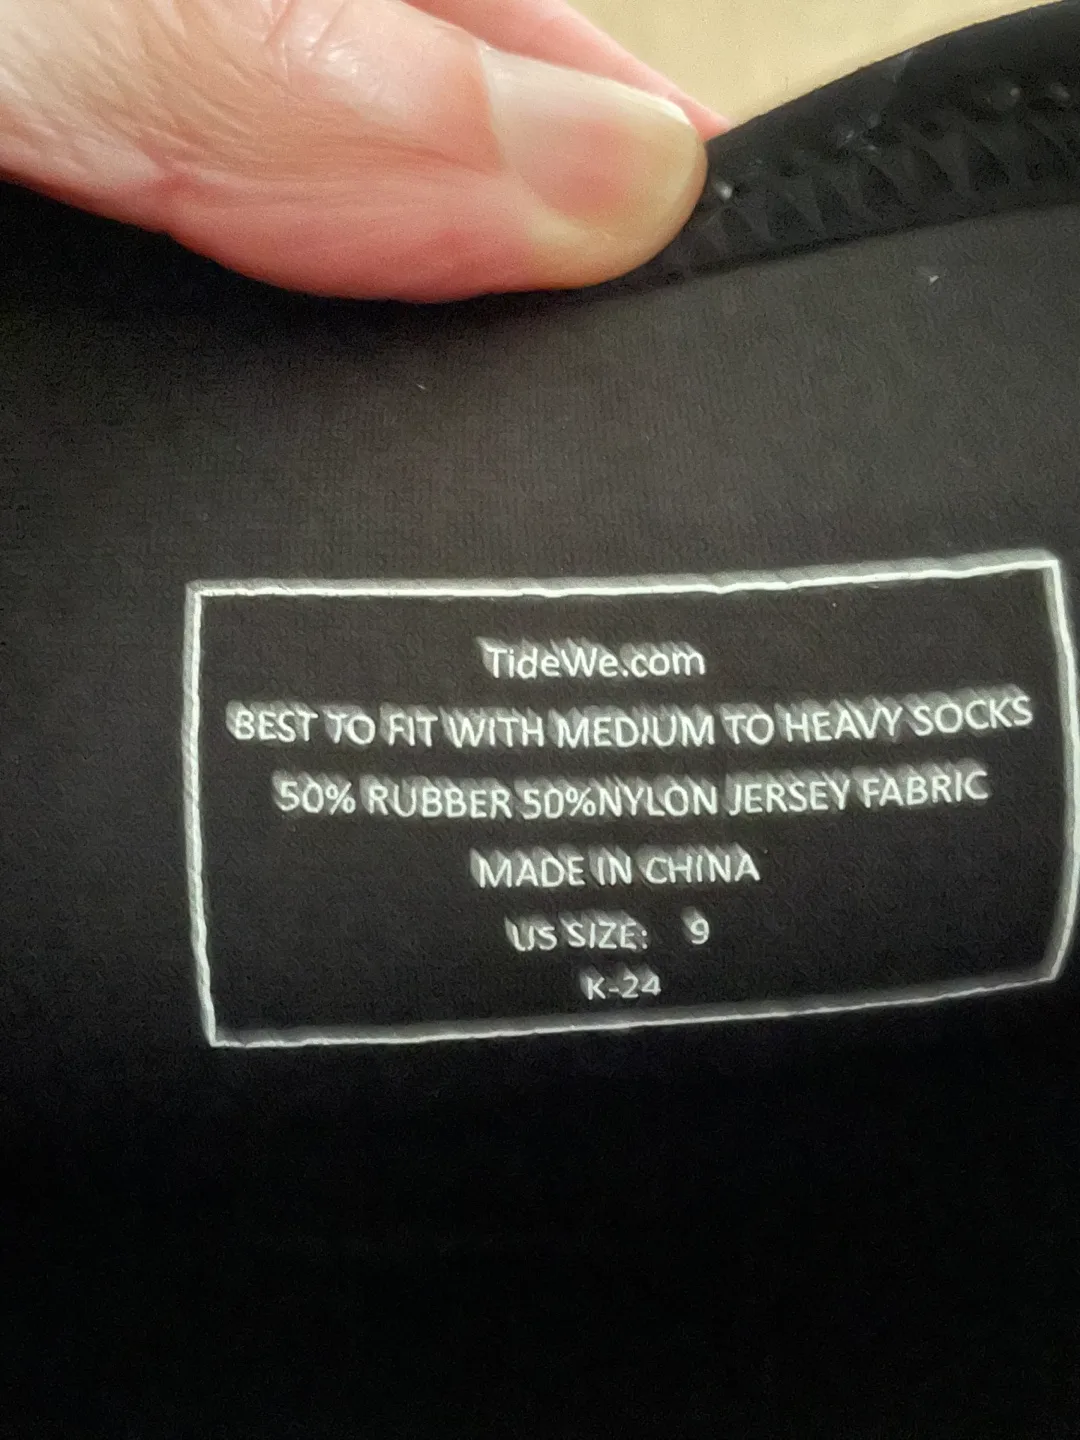 TideWe.com
BEST TO FIT WITH MEDIUM TO HEAVY SOCKS
50% RUBBER 50%NYLON JERSEY FABRIC
MADE IN CHINA
US SIZE: 9
K-24